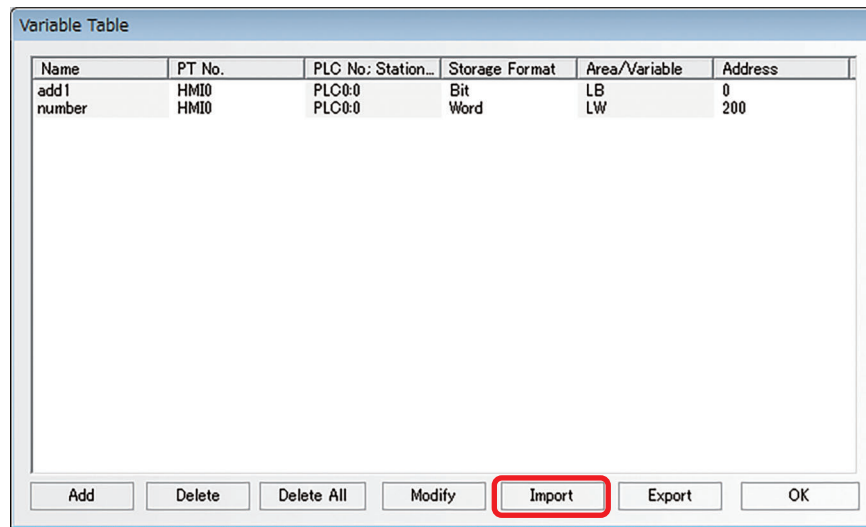 Variable Table
Name PT No. PLC No; Station... Storage Format Area/Variable Address
add1 HMI0 PLC0:0 Bit LB 0
number HMI0 PLC0:0 Word LW 200
Add Delete Delete All Modify Import Export OK